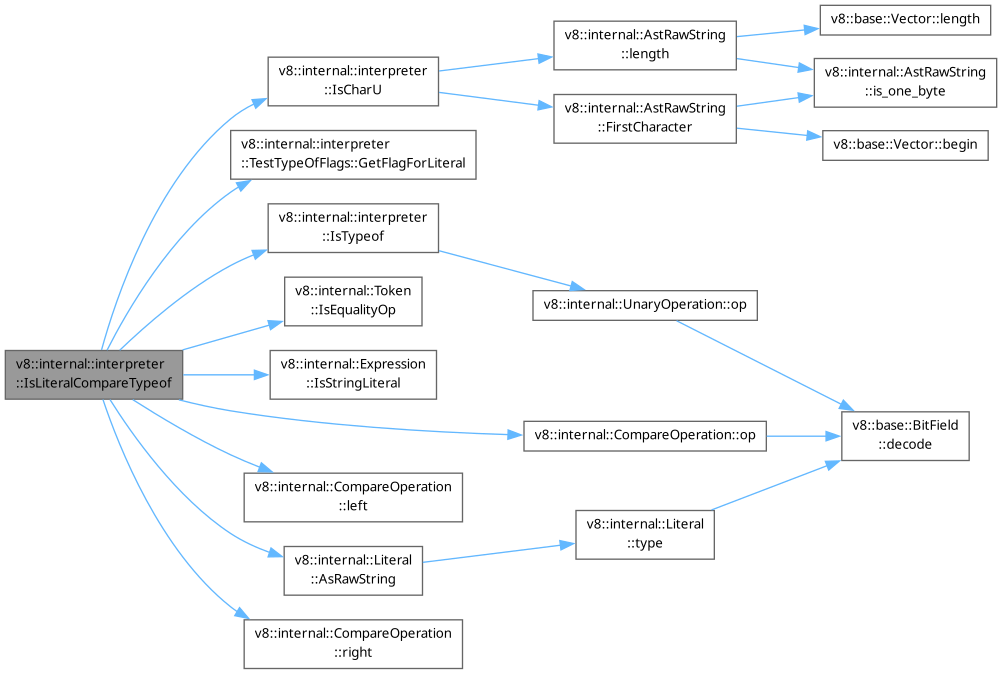 v8::internal::interpreter
::IsLiteralCompareTypeof
v8::internal::interpreter
::IsCharU
v8::internal::AstRawString
::length
v8::base::Vector::length
v8::internal::AstRawString
::is_one_byte
v8::internal::AstRawString
::FirstCharacter
v8::base::Vector::begin
v8::internal::interpreter
::TestTypeOfFlags::GetFlagForLiteral
v8::internal::interpreter
::IsTypeof
v8::internal::UnaryOperation::op
v8::base::BitField
::decode
v8::internal::Token
::IsEqualityOp
v8::internal::Expression
::IsStringLiteral
v8::internal::CompareOperation::op
v8::internal::CompareOperation
::left
v8::internal::Literal
::AsRawString
v8::internal::Literal
::type
v8::internal::CompareOperation
::right